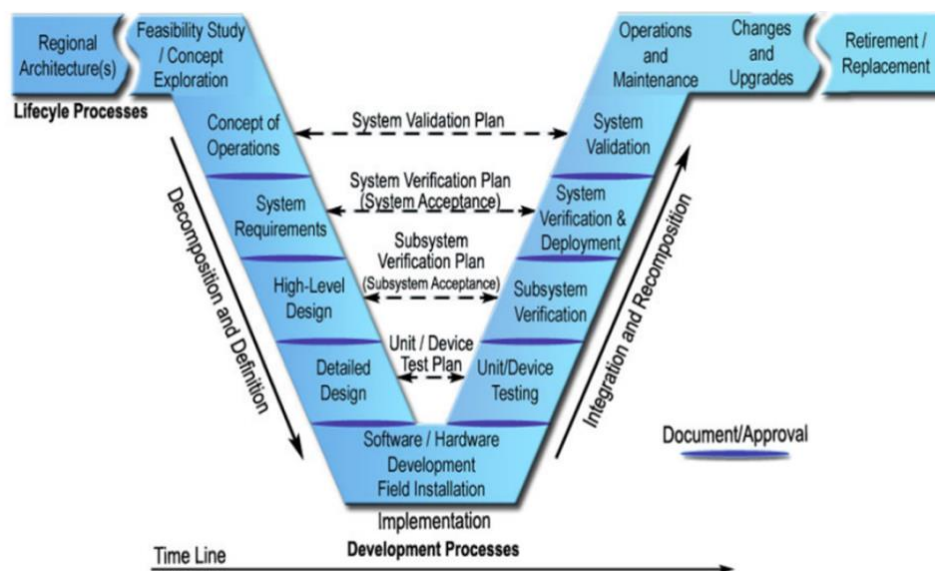 Regional
Architecture(s)
Feasibility Study
/ Concept
Exploration
Operations
and
Maintenance
Changes
and
Upgrades
Retirement /
Replacement
Lifecyle Processes
Concept of
Operations
System Validation Plan
System
Validation
System
Requirements
System Verification Plan
(System Acceptance)
System
Verification &
Deployment
High-Level
Design
Subsystem
Verification Plan
(Subsystem Acceptance)
Subsystem
Verification
Detailed
Design
Unit / Device
Test Plan
Unit/Device
Testing
Decomposition and Definition
Integration and Recomposition
Software / Hardware
Development
Field Installation
Document/Approval
Implementation
Development Processes
Time Line